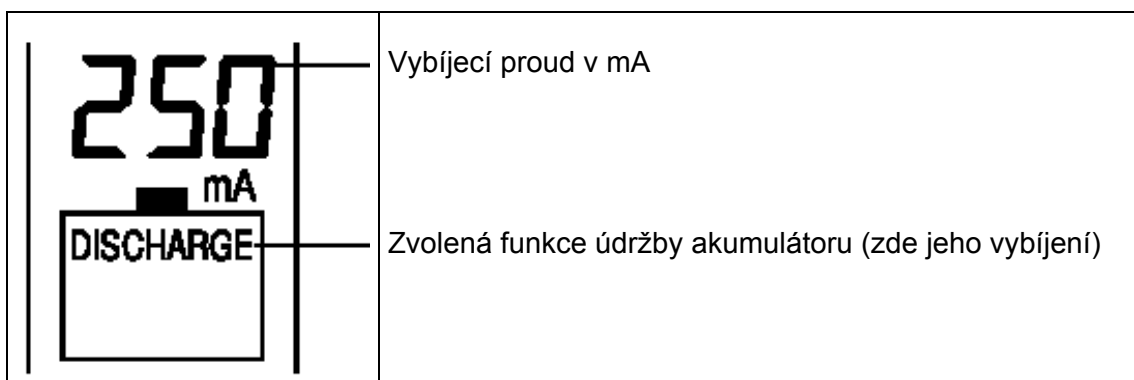 250
Vybíjecí proud v mA
mA
DISCHARGE
Zvolená funkce údržby akumulátoru (zde jeho vybíjení)